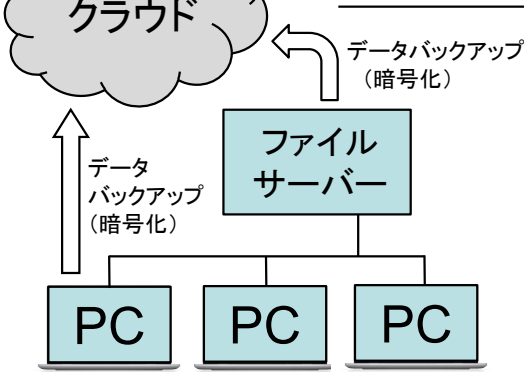 クラウド
データバックアップ
（暗号化）
ファイル
サーバー
データ
バックアップ
（暗号化）
PC
PC
PC